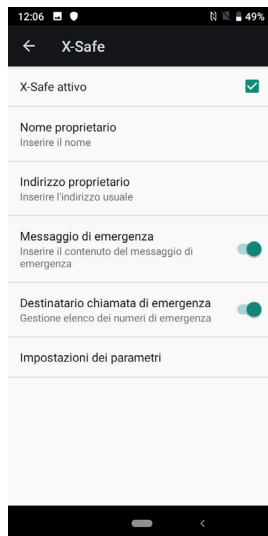 12:06 49%
X-Safe
X-Safe attivo
Nome proprietario
Inserire il nome
Indirizzo proprietario
Inserire l'indirizzo usuale
Messaggio di emergenza
Inserire il contenuto del messaggio di
emergenza
Destinatario chiamata di emergenza
Gestione elenco dei numeri di emergenza
Impostazioni dei parametri